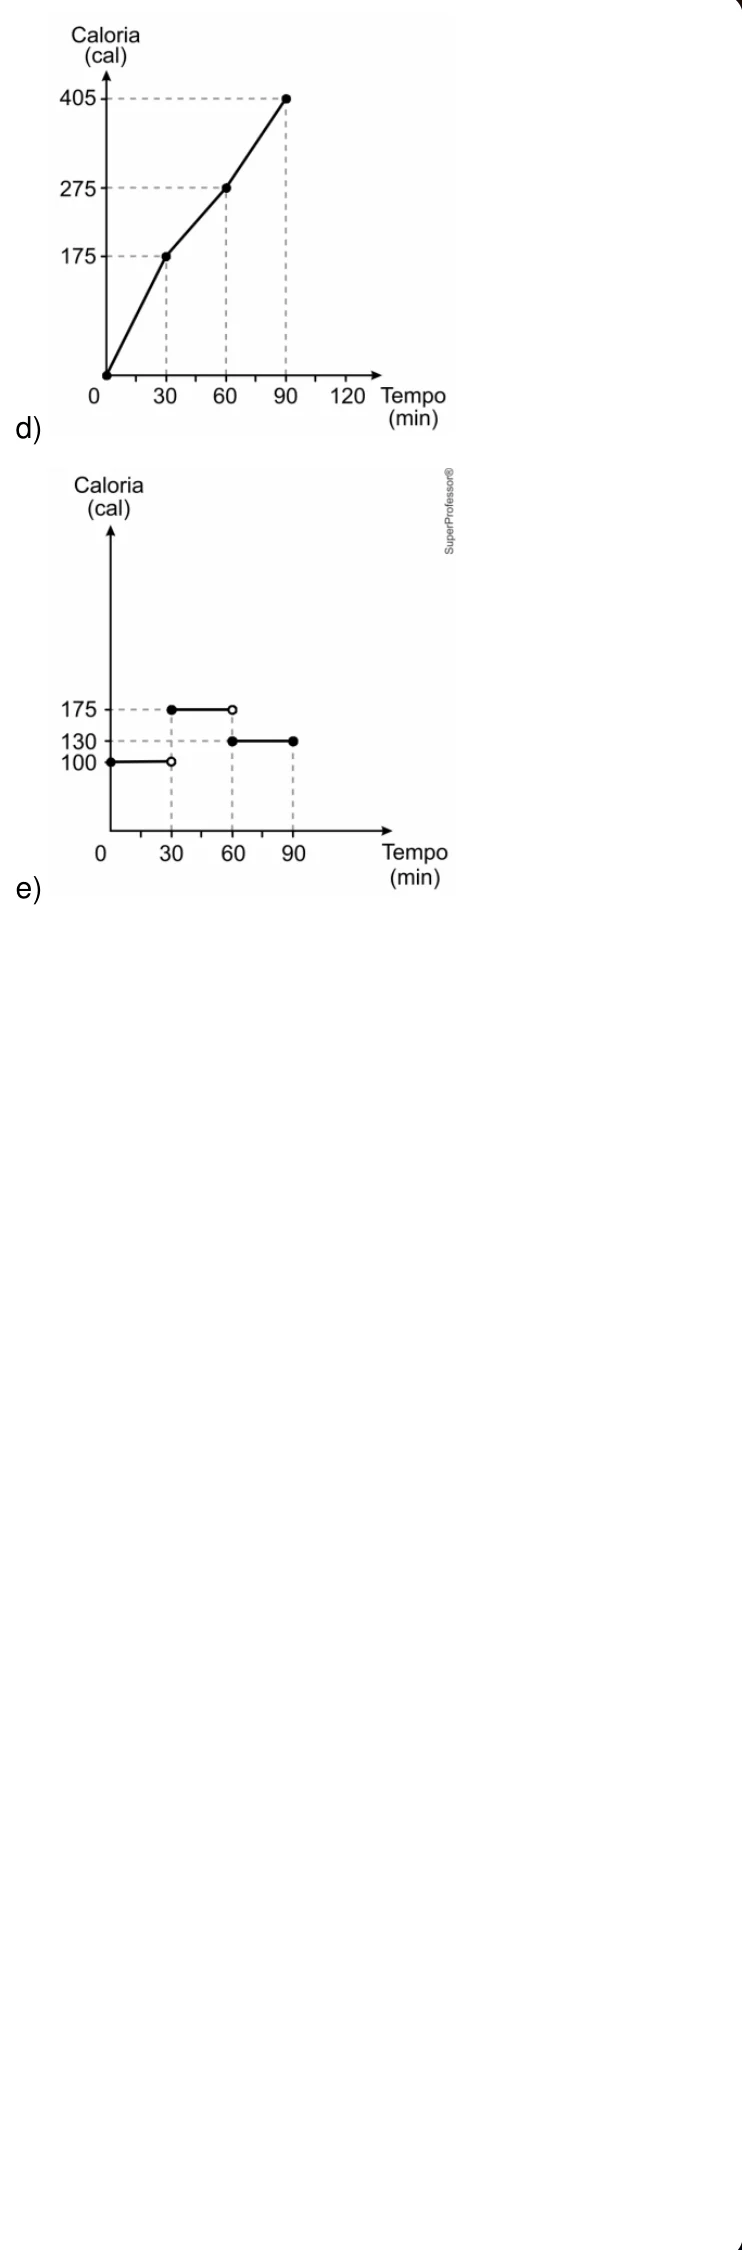 Caloria
(cal)
405
275
175
0 30 60 90 120 Tempo
(min)
d)
Caloria
(cal)
SuperProfessor®
175
130
100
0 30 60 90 Tempo
(min)
e)